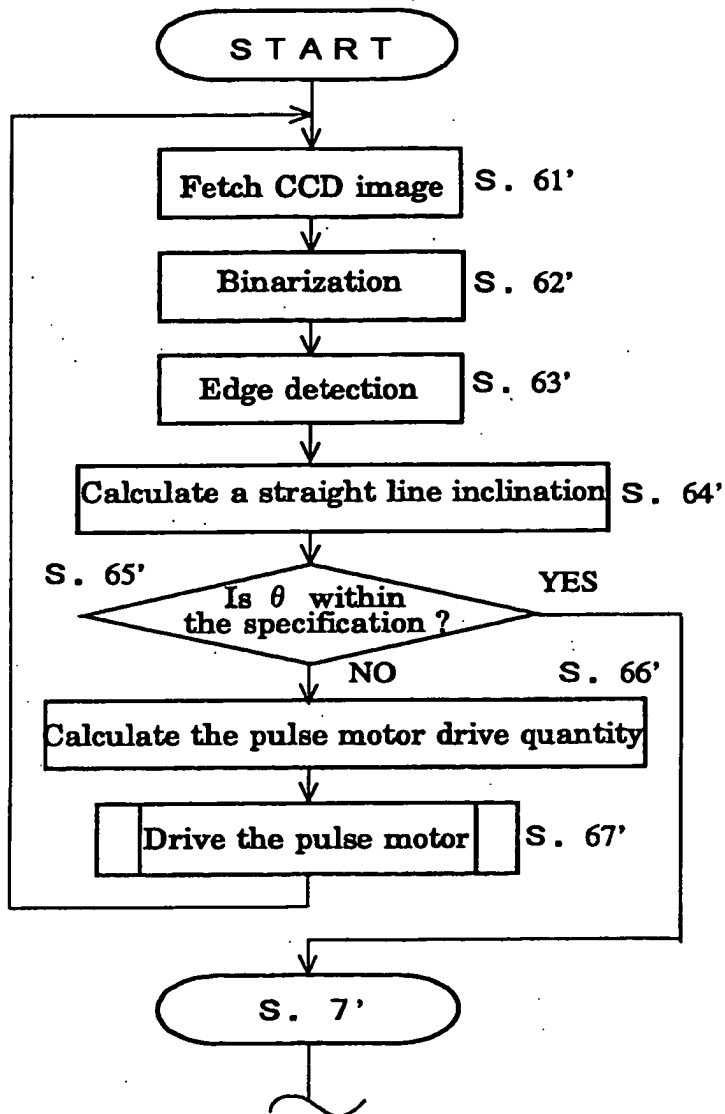 START
Fetch CCD image
S. 61'
Binarization
S. 62'
Edge detection
S. 63'
Calculate a straight line inclination
S. 64'
S. 65'
Is θ within
the specification ?
YES
NO
S. 66'
Calculate the pulse motor drive quantity
Drive the pulse motor
S. 67'
S. 7'